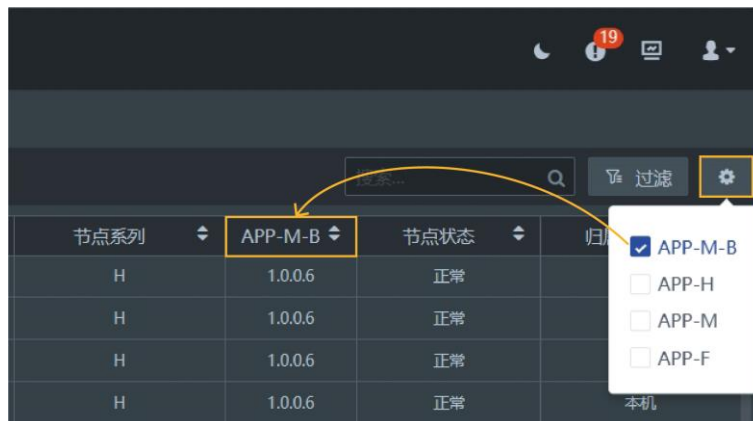 19
搜索...
过滤
节点系列 APP-M-B 节点状态 归
APP-M-B
APP-H
APP-M
APP-F
H 1.0.0.6 正常
H 1.0.0.6 正常
H 1.0.0.6 正常
H 1.0.0.6 正常 本机